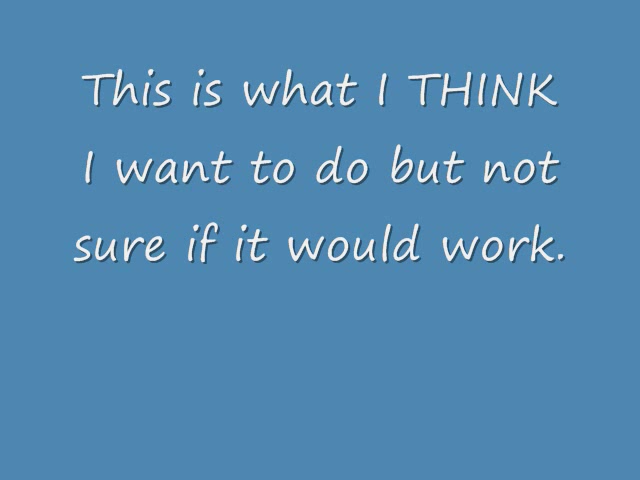 This is what I THINK
I want to do but not
sure if it would work.